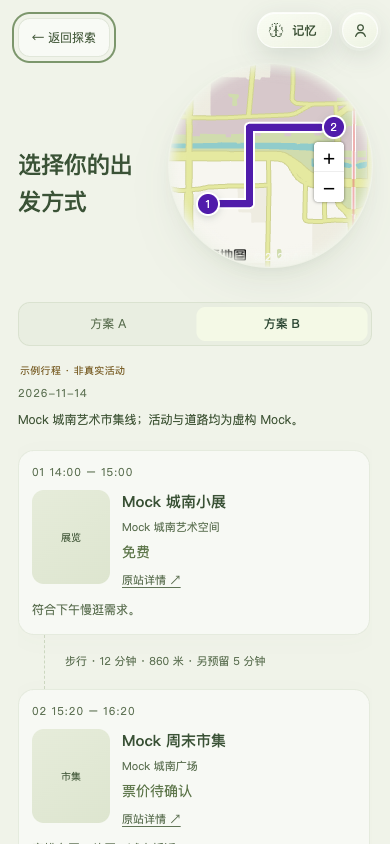 ← 返回探索
记忆
选择你的出
发方式
2
1
+
−
方案 A
方案 B
示例行程 · 非真实活动
2026-11-14
Mock 城南艺术市集线；活动与道路均为虚构 Mock。
01 14:00 — 15:00
展览
Mock 城南小展
Mock 城南艺术空间
免费
原站详情 ↗
符合下午慢逛需求。
步行 · 12 分钟 · 860 米 · 另预留 5 分钟
02 15:20 — 16:20
市集
Mock 周末市集
Mock 城南广场
票价待确认
原站详情 ↗